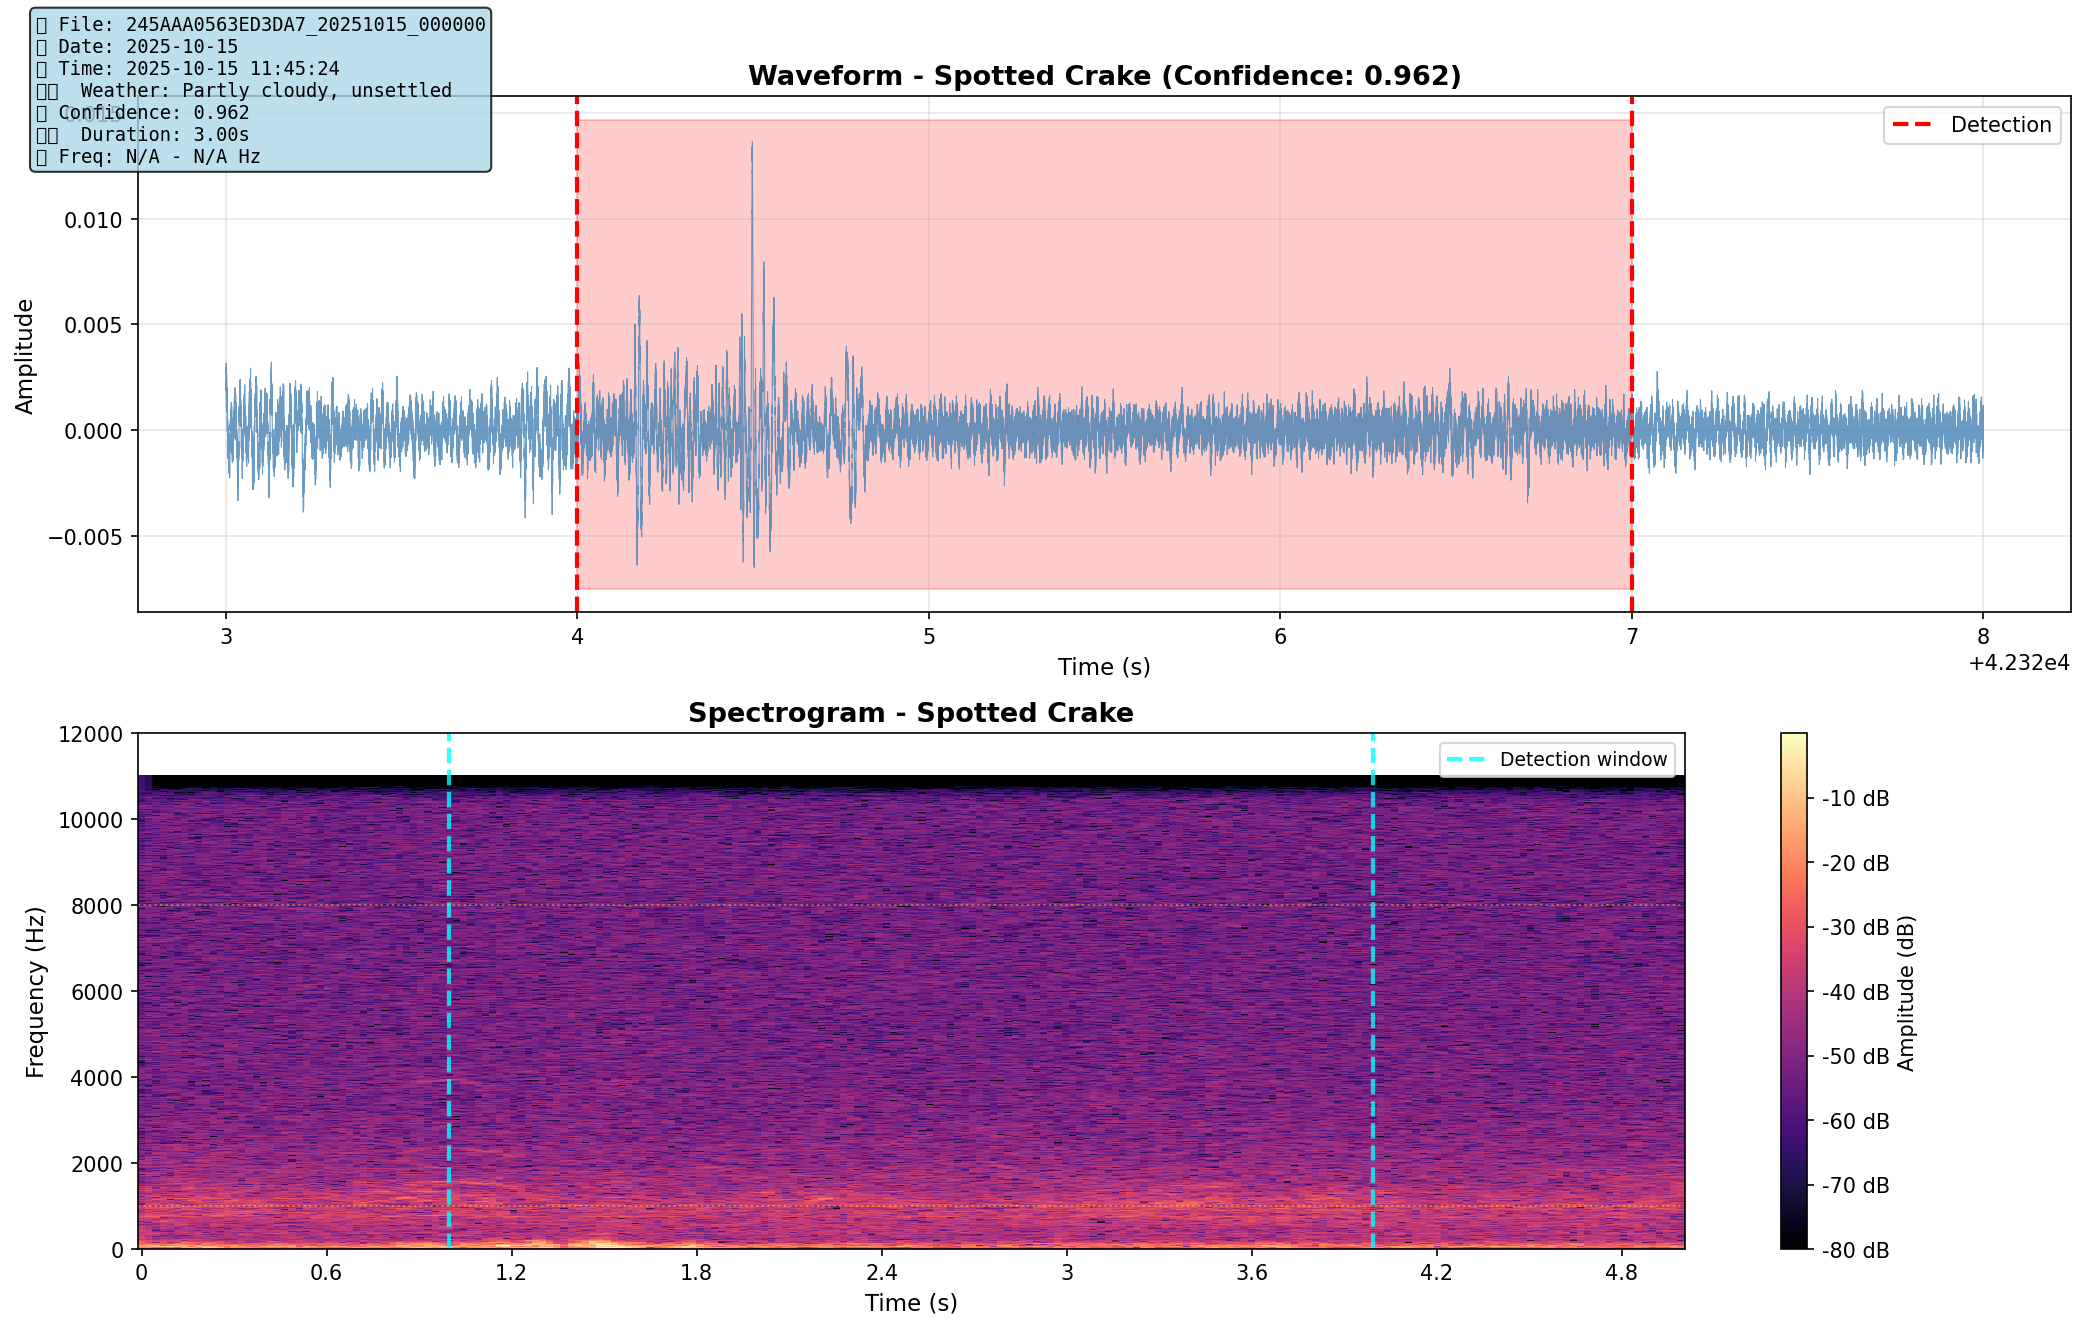 File: 245AAA0563ED3DA7_20251015_000000
Date: 2025-10-15
Time: 2025-10-15 11:45:24
Weather: Partly cloudy, unsettled
Confidence: 0.962
Duration: 3.00s
Freq: N/A - N/A Hz
Waveform - Spotted Crake (Confidence: 0.962)
Detection
0.015
0.010
0.005
0.000
−0.005
Amplitude
3 4 5 6 7 8
Time (s)
+4.232e4
Spectrogram - Spotted Crake
Detection window
12000
10000
8000
6000
4000
2000
0
Frequency (Hz)
0 0.6 1.2 1.8 2.4 3 3.6 4.2 4.8
Time (s)
-10 dB
-20 dB
-30 dB
-40 dB
-50 dB
-60 dB
-70 dB
-80 dB
Amplitude (dB)